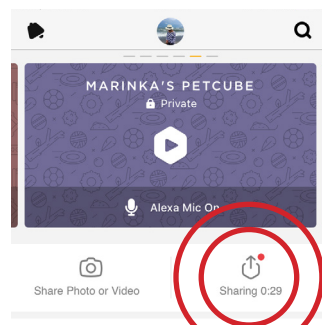 MARINKA'S PETCUBE
Private
Alexa Mic On
Share Photo or Video
Sharing 0:29